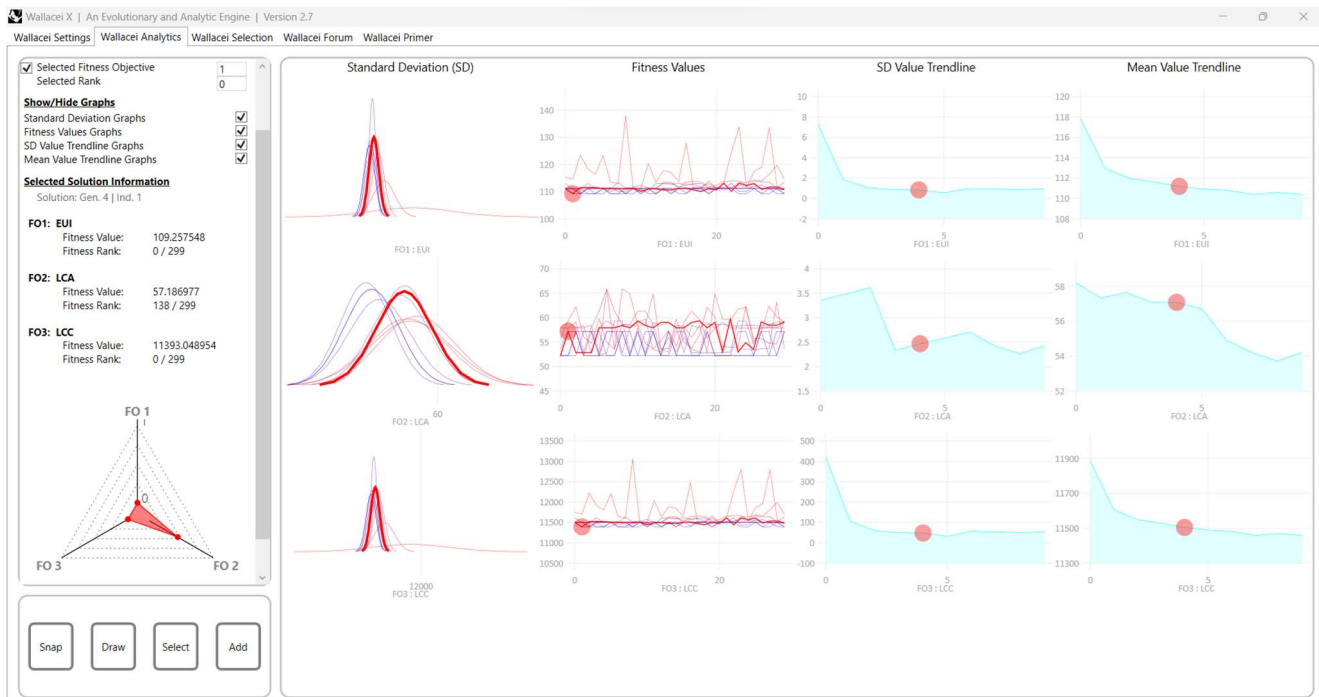 Wallacei X | An Evolutionary and Analytic Engine | Version 2.7
Wallacei Settings Wallacei Analytics Wallacei Selection Wallacei Forum Wallacei Primer
Selected Fitness Objective 1
Selected Rank 0
Show/Hide Graphs
Standard Deviation Graphs
Fitness Values Graphs
SD Value Trendline Graphs
Mean Value Trendline Graphs
Selected Solution Information
Solution: Gen. 4 | Ind. 1
FO1: EUI
Fitness Value: 109.257548
Fitness Rank: 0 / 299
FO2: LCA
Fitness Value: 57.186977
Fitness Rank: 138 / 299
FO3: LCC
Fitness Value: 11393.048954
Fitness Rank: 0 / 299
FO 1
1
0
FO 3 FO 2
Snap Draw Select Add
Standard Deviation (SD) Fitness Values SD Value Trendline Mean Value Trendline
FO1 : EUI
140
130
120
110
100
0 20
FO1 : EUI
10
8
6
4
2
0
-2
0 5
FO1 : EUI
120
118
116
114
112
110
108
0 5
FO1 : EUI
60
FO2 : LCA
70
65
60
55
50
45
0 20
FO2 : LCA
4
3.5
3
2.5
2
1.5
0 5
FO2 : LCA
58
56
54
52
0 5
FO2 : LCA
12000
FO3 : LCC
13500
13000
12500
12000
11500
11000
10500
0 20
FO3 : LCC
500
400
300
200
100
0
-100
0 5
FO3 : LCC
11900
11700
11500
11300
0 5
FO3 : LCC